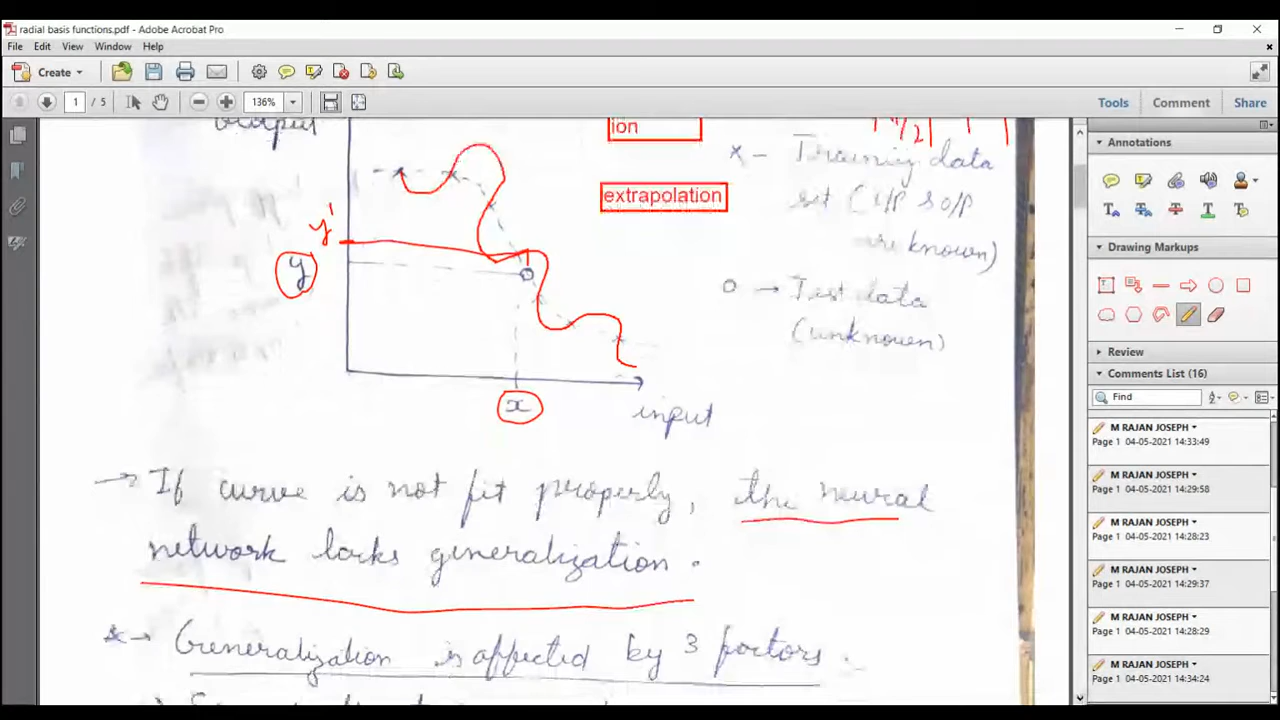 radial basis functions.pdf - Adobe Acrobat Pro
File Edit View Window Help
Create
1 / 5 136%
Tools Comment Share
output
ion
extrapolation
x - Training data
set (I/P & O/P
are known)
o → Test data
(unknown)
y'
y
x
input
→ If curve is not fit properly, the neural
network lacks generalization.
* → Generalization is affected by 3 factors.
Annotations
Drawing Markups
Review
Comments List (16)
Find
M RAJAN JOSEPH
Page 1 04-05-2021 14:33:49
M RAJAN JOSEPH
Page 1 04-05-2021 14:29:58
M RAJAN JOSEPH
Page 1 04-05-2021 14:28:23
M RAJAN JOSEPH
Page 1 04-05-2021 14:29:37
M RAJAN JOSEPH
Page 1 04-05-2021 14:28:29
M RAJAN JOSEPH
Page 1 04-05-2021 14:34:24